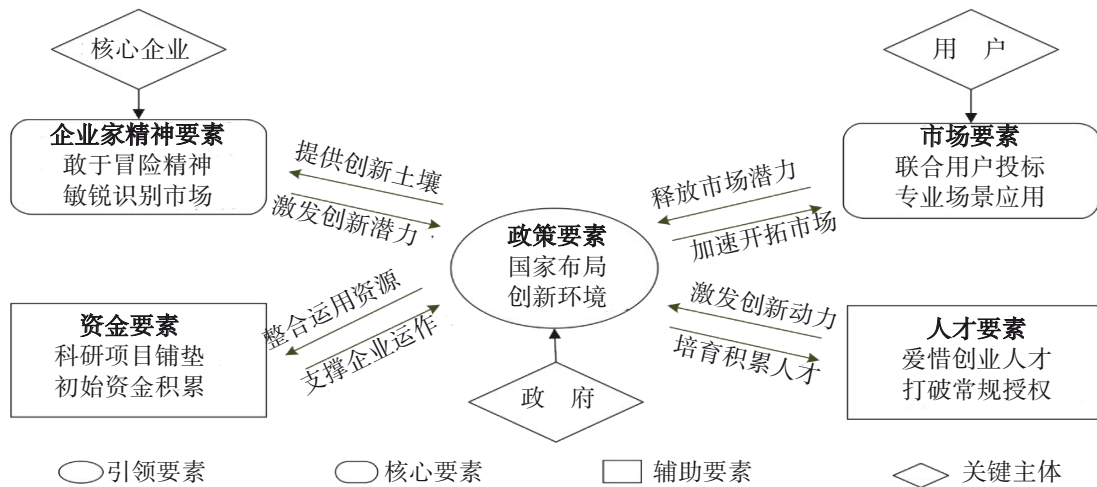 核心企业
用 户
企业家精神要素
敢于冒险精神
敏锐识别市场
市场要素
联合用户投标
专业场景应用
提供创新土壤
激发创新潜力
释放市场潜力
加速开拓市场
政策要素
国家布局
创新环境
整合运用资源
支撑企业运作
激发创新动力
培育积累人才
资金要素
科研项目铺垫
初始资金积累
人才要素
爱惜创业人才
打破常规授权
政 府
引领要素
核心要素
辅助要素
关键主体